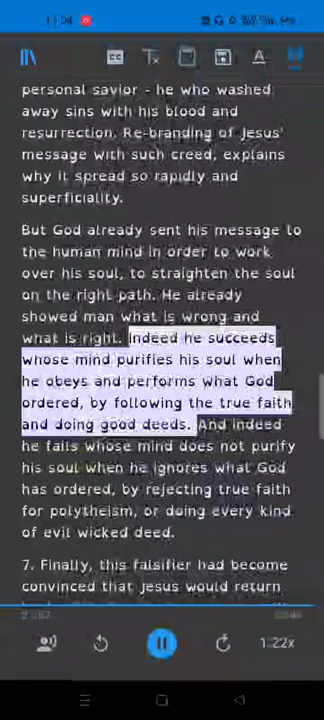 11:04
personal savior - he who washed
away sins with his blood and
resurrection. Re-branding of Jesus'
message with such creed, explains
why it spread so rapidly and
superficiality.
But God already sent his message to
the human mind in order to work
over his soul, to straighten the soul
on the right path. He already
showed man what is wrong and
what is right. Indeed he succeeds
whose mind purifies his soul when
he obeys and performs what God
ordered, by following the true faith
and doing good deeds. And indeed
he fails whose mind does not purify
his soul when he ignores what God
has ordered, by rejecting true faith
for polytheism, or doing every kind
of evil wicked deed.
7. Finally, this falsifier had become
convinced that Jesus would return
1.22x